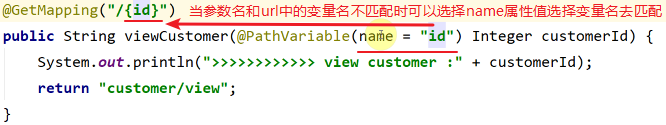 @GetMapping("/{id}") 当参数名和url中的变量名不匹配时可以选择name属性值选择变量名去匹配
public String viewCustomer(@PathVariable(name = "id") Integer customerId) {
System.out.println(">>>>>>>>>>>> view customer :" + customerId);
return "customer/view";
}